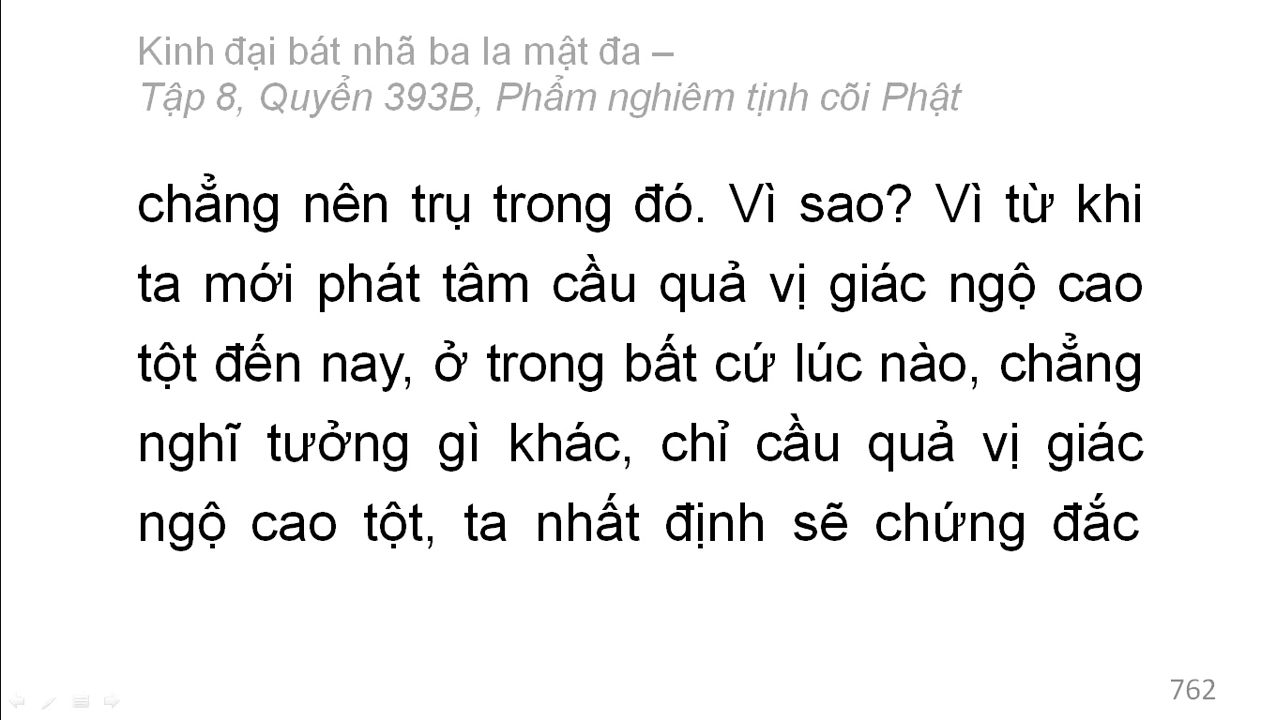 Kinh đại bát nhã ba la mật đa –
Tập 8, Quyển 393B, Phẩm nghiêm tịnh cõi Phật
chẳng nên trụ trong đó. Vì sao? Vì từ khi
ta mới phát tâm cầu quả vị giác ngộ cao
tột đến nay, ở trong bất cứ lúc nào, chẳng
nghĩ tưởng gì khác, chỉ cầu quả vị giác
ngộ cao tột, ta nhất định sẽ chứng đắc
762